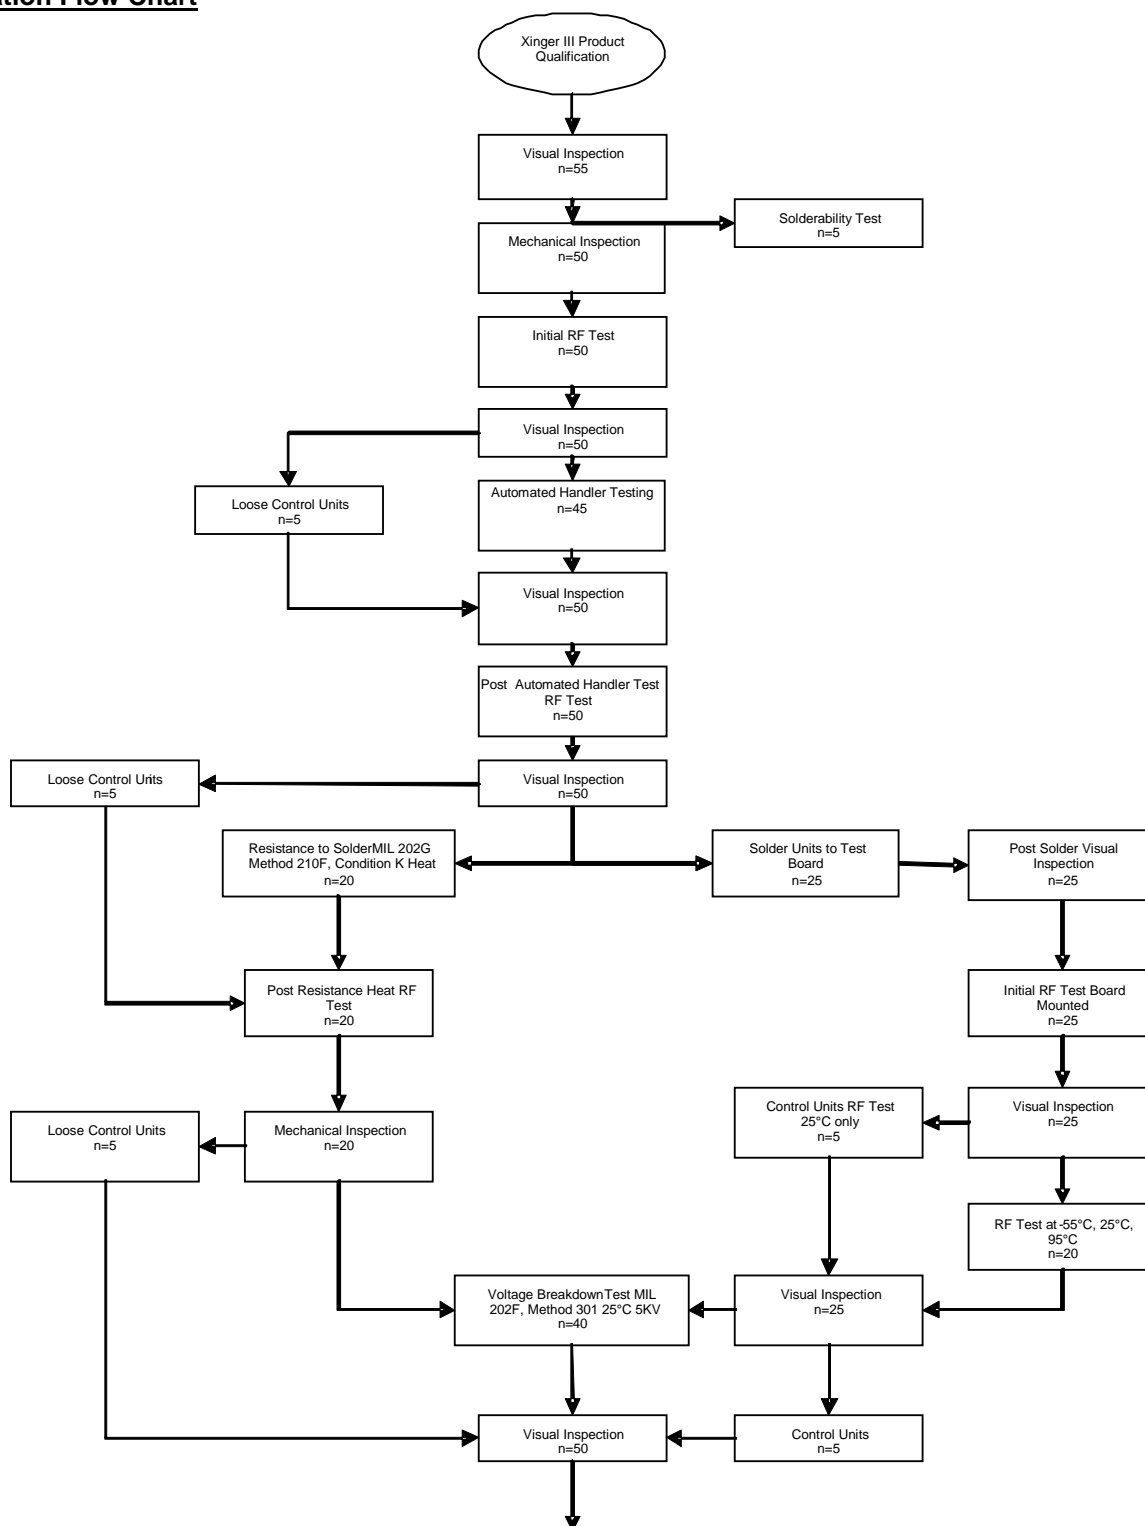 ation Flow Chart
Xinger III Product
Qualification
Visual Inspection
n=55
Solderability Test
n=5
Mechanical Inspection
n=50
Initial RF Test
n=50
Visual Inspection
n=50
Automated Handler Testing
n=45
Loose Control Units
n=5
Visual Inspection
n=50
Post Automated Handler Test
RF Test
n=50
Loose Control Units
n=5
Visual Inspection
n=50
Resistance to SolderMIL 202G
Method 210F, Condition K Heat
n=20
Solder Units to Test
Board
n=25
Post Solder Visual
Inspection
n=25
Post Resistance Heat RF
Test
n=20
Initial RF Test Board
Mounted
n=25
Loose Control Units
n=5
Mechanical Inspection
n=20
Control Units RF Test
25°C only
n=5
Visual Inspection
n=25
RF Test at -55°C, 25°C,
95°C
n=20
Voltage BreakdownTest MIL
202F, Method 301 25°C 5KV
n=40
Visual Inspection
n=25
Visual Inspection
n=50
Control Units
n=5